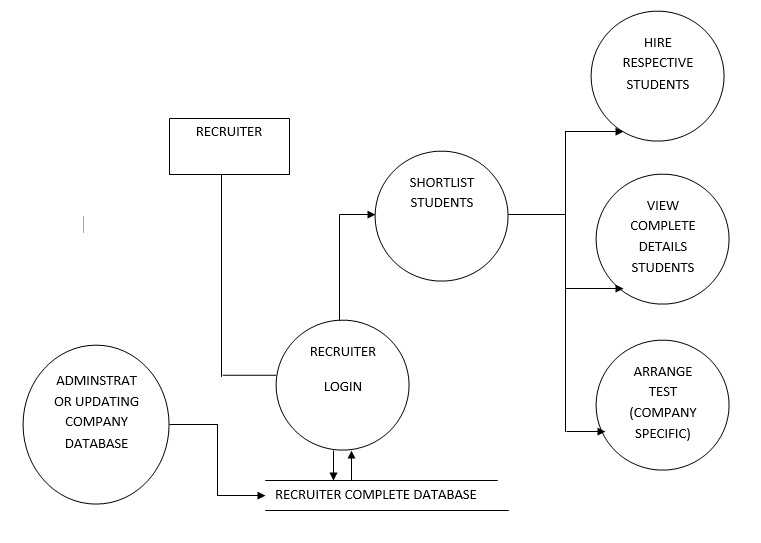 HIRE
RESPECTIVE
STUDENTS
RECRUITER
SHORTLIST
STUDENTS
VIEW
COMPLETE
DETAILS
STUDENTS
RECRUITER
LOGIN
ADMINSTRAT
OR UPDATING
COMPANY
DATABASE
ARRANGE
TEST
(COMPANY
SPECIFIC)
RECRUITER COMPLETE DATABASE